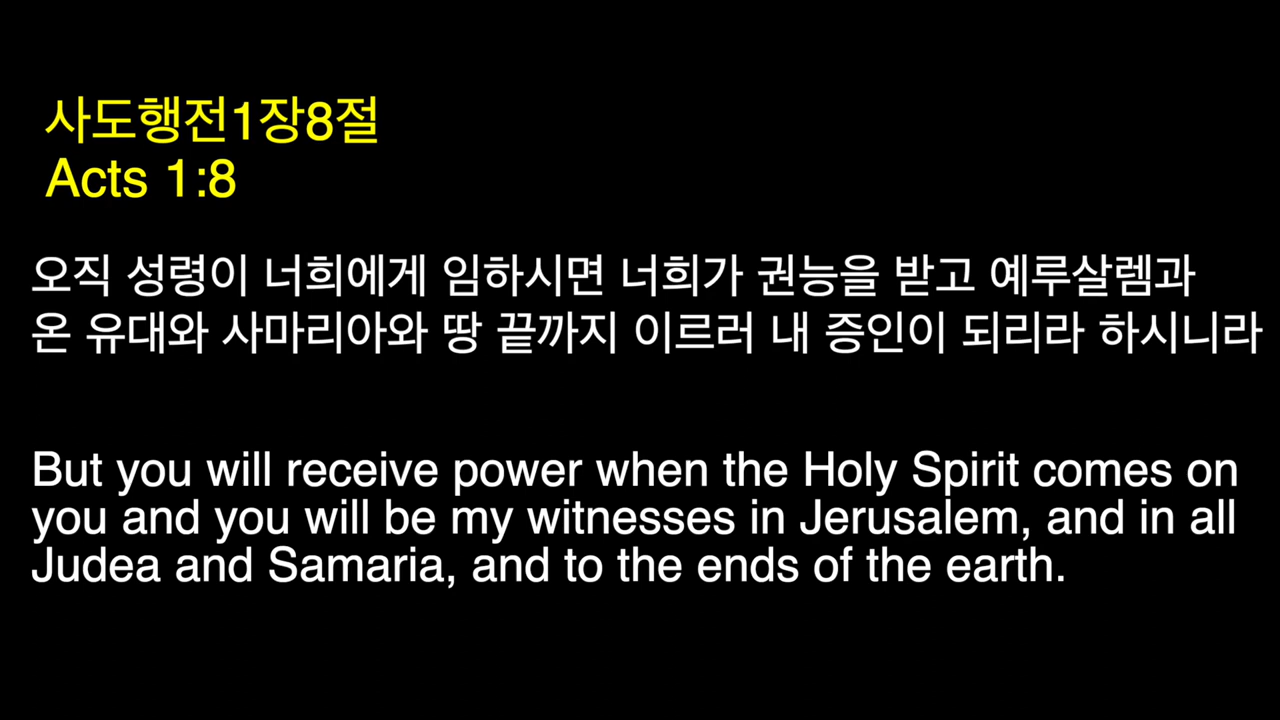 사도행전1장8절
Acts 1:8
오직 성령이 너희에게 임하시면 너희가 권능을 받고 예루살렘과
온 유대와 사마리아와 땅 끝까지 이르러 내 증인이 되리라 하시니라
But you will receive power when the Holy Spirit comes on
you and you will be my witnesses in Jerusalem, and in all
Judea and Samaria, and to the ends of the earth.